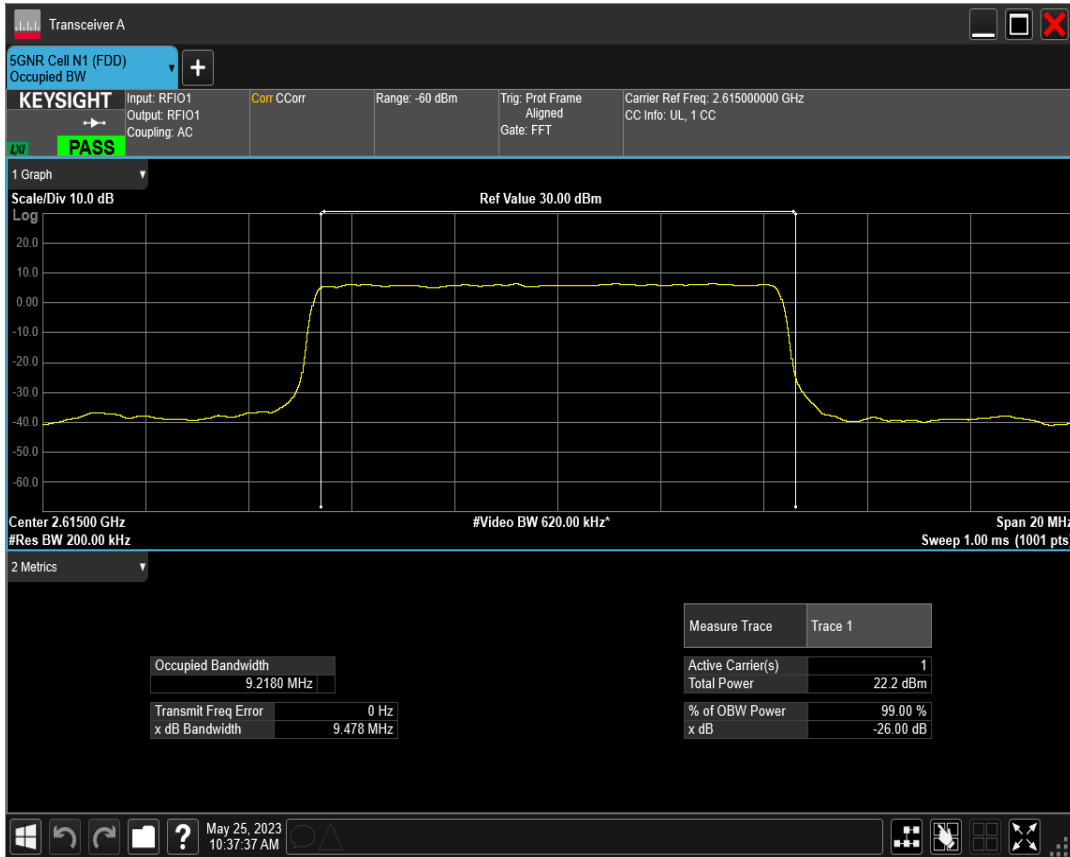 Transceiver A
5GNR Cell N1 (FDD)
Occupied BW
+
KEYSIGHT
LXI
PASS
Input: RFIO1
Output: RFIO1
Coupling: AC
Corr CCorr
Range: -60 dBm
Trig: Prot Frame
Aligned
Gate: FFT
Carrier Ref Freq: 2.615000000 GHz
CC Info: UL, 1 CC
1 Graph
Scale/Div 10.0 dB
Ref Value 30.00 dBm
Log
20.0
10.0
0.00
-10.0
-20.0
-30.0
-40.0
-50.0
-60.0
Center 2.61500 GHz
#Video BW 620.00 kHz*
Span 20 MHz
#Res BW 200.00 kHz
Sweep 1.00 ms (1001 pts)
2 Metrics
Measure Trace Trace 1
Occupied Bandwidth
9.2180 MHz
Active Carrier(s) 1
Total Power 22.2 dBm
Transmit Freq Error 0 Hz
x dB Bandwidth 9.478 MHz
% of OBW Power 99.00 %
x dB -26.00 dB
?
May 25, 2023
10:37:37 AM